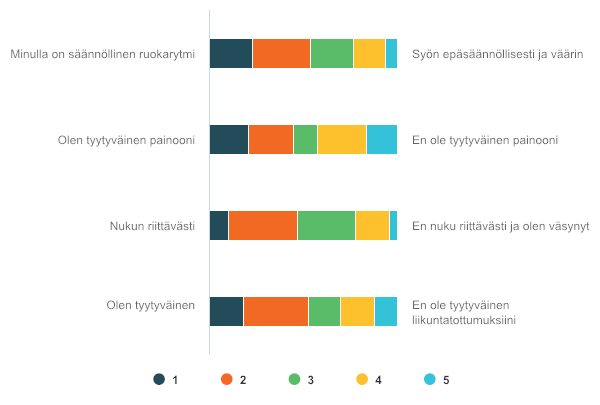 Minulla on säännöllinen ruokarytmi
Syön epäsäännöllisesti ja väärin
Olen tyytyväinen painooni
En ole tyytyväinen painooni
Nukun riittävästi
En nuku riittävästi ja olen väsynyt
Olen tyytyväinen
En ole tyytyväinen
liikuntatottumuksiini
1 2 3 4 5